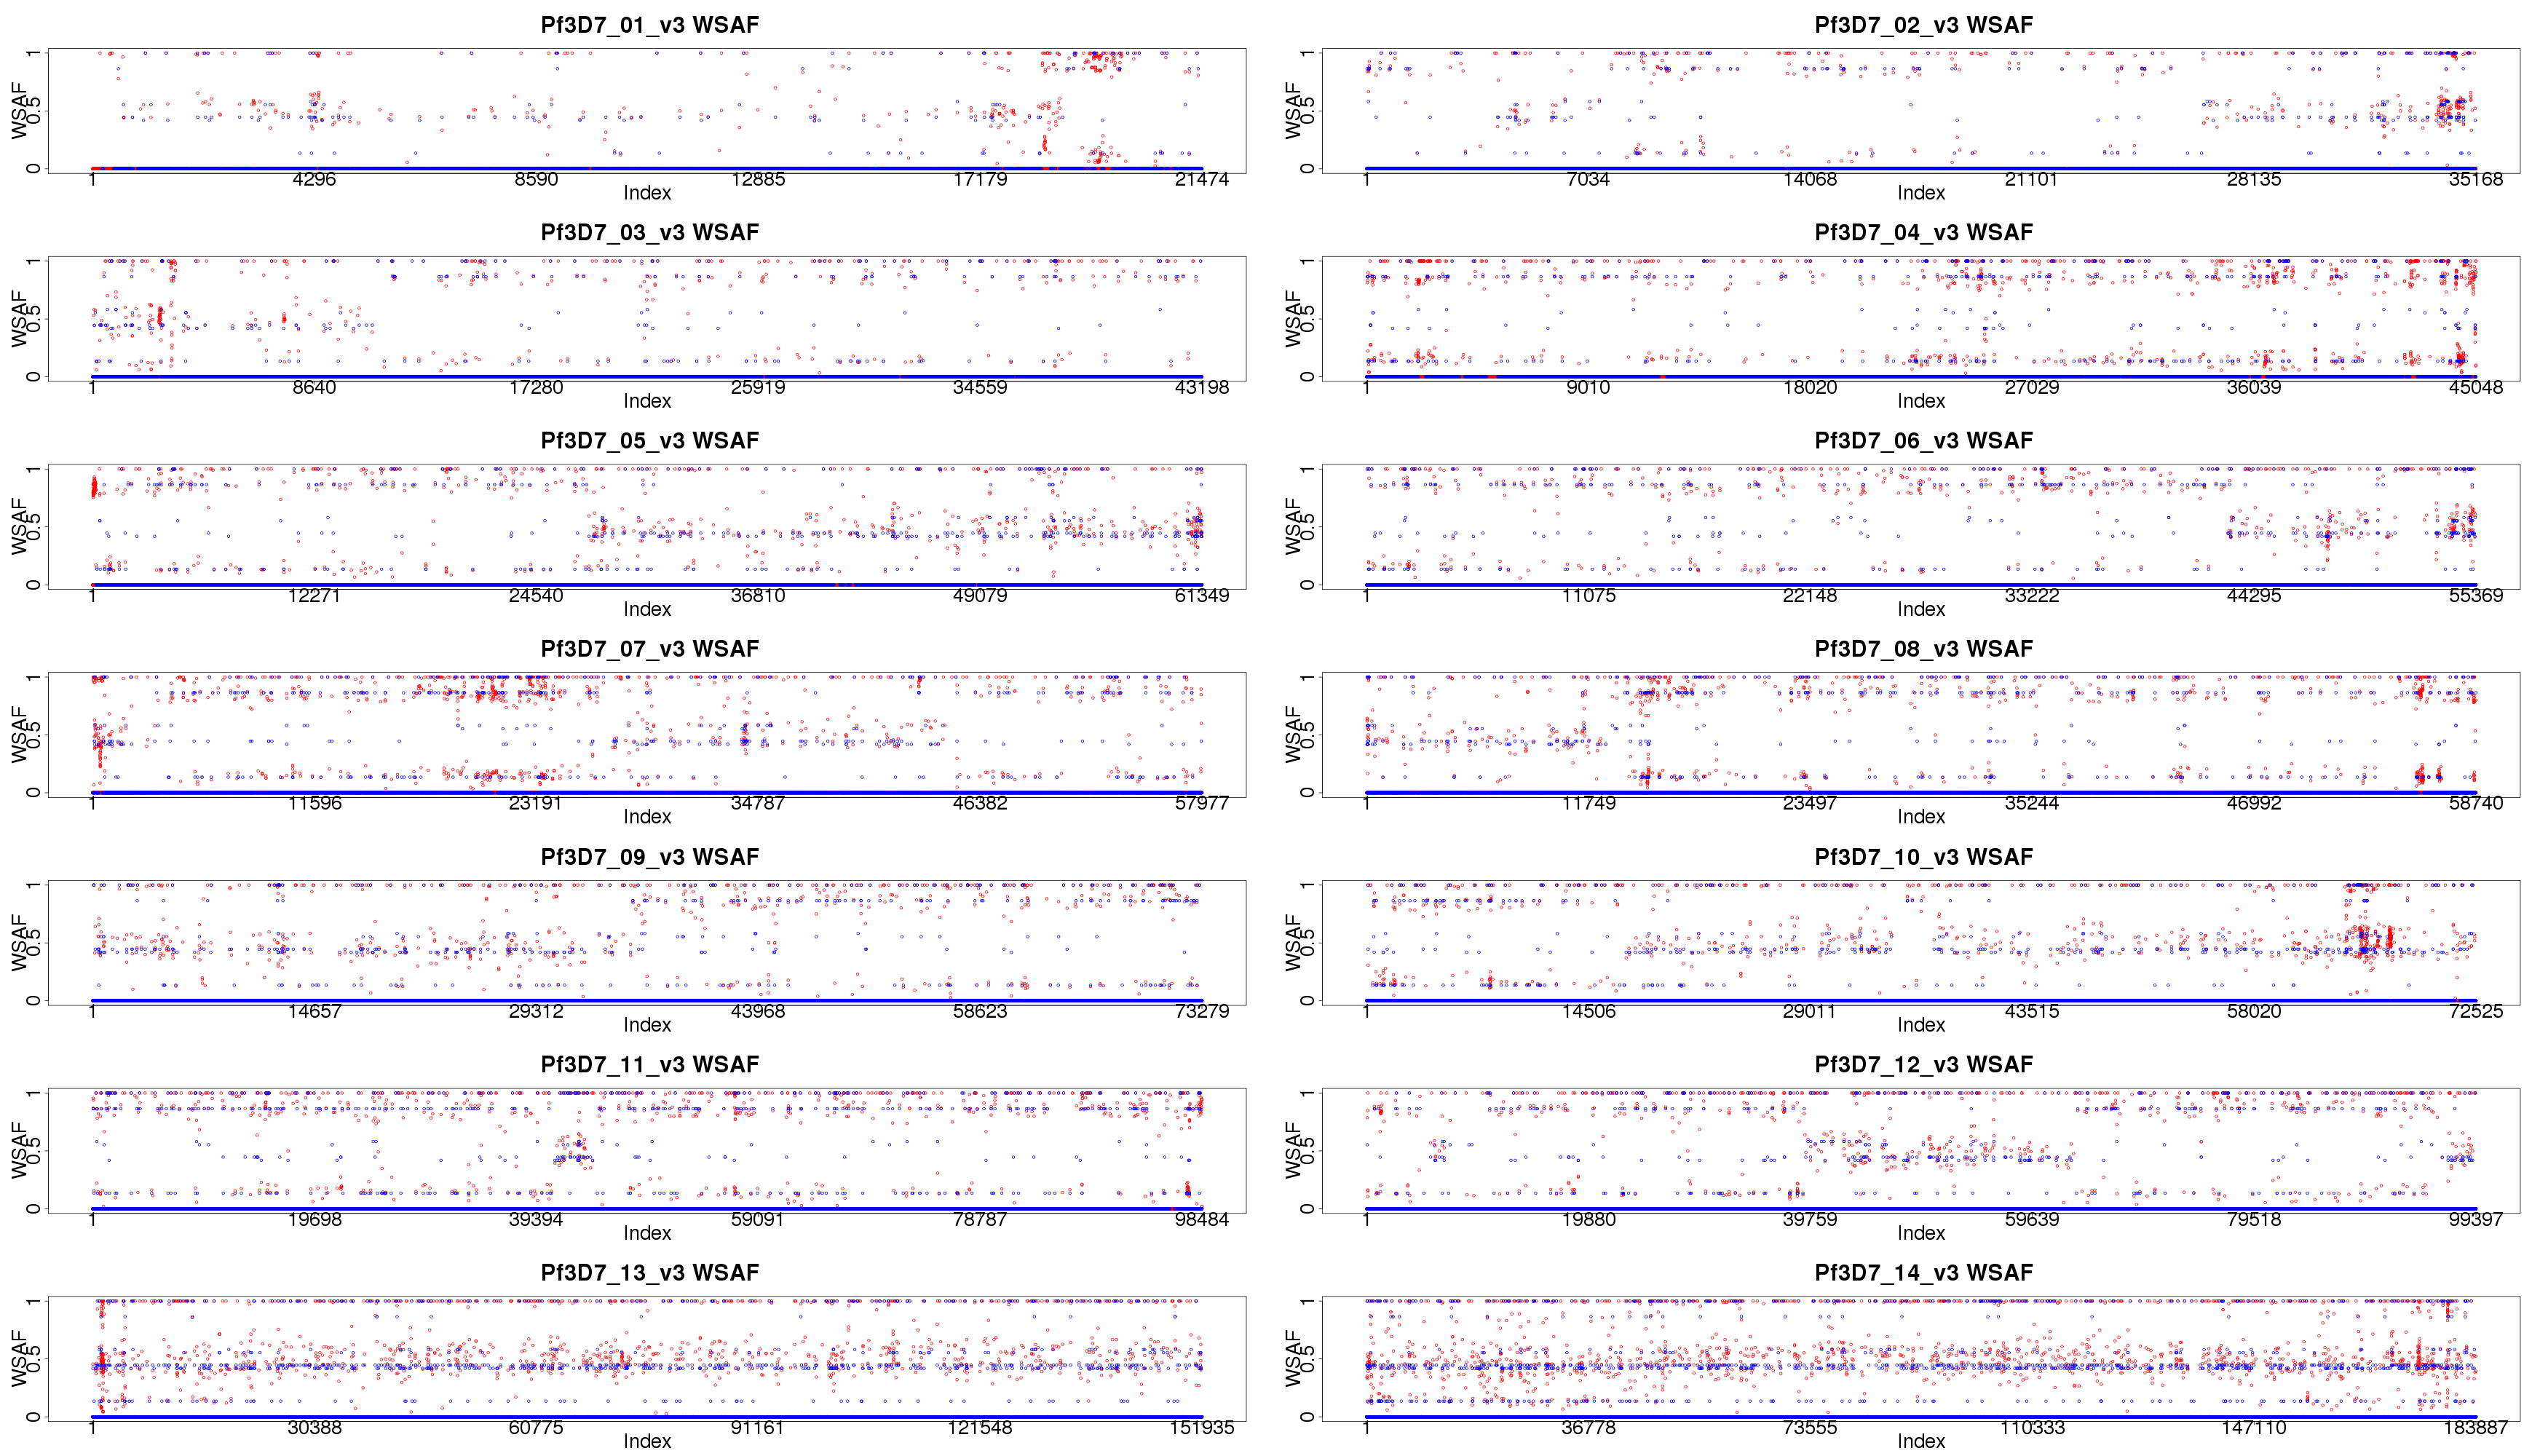 Pf3D7_01_v3 WSAF
WSAF
0 0.5 1
1 4296 8590 12885 17179 21474
Index
Pf3D7_02_v3 WSAF
WSAF
0 0.5 1
1 7034 14068 21101 28135 35168
Index
Pf3D7_03_v3 WSAF
WSAF
0 0.5 1
1 8640 17280 25919 34559 43198
Index
Pf3D7_04_v3 WSAF
WSAF
0 0.5 1
1 9010 18020 27029 36039 45048
Index
Pf3D7_05_v3 WSAF
WSAF
0 0.5 1
1 12271 24540 36810 49079 61349
Index
Pf3D7_06_v3 WSAF
WSAF
0 0.5 1
1 11075 22148 33222 44295 55369
Index
Pf3D7_07_v3 WSAF
WSAF
0 0.5 1
1 11596 23191 34787 46382 57977
Index
Pf3D7_08_v3 WSAF
WSAF
0 0.5 1
1 11749 23497 35244 46992 58740
Index
Pf3D7_09_v3 WSAF
WSAF
0 0.5 1
1 14657 29312 43968 58623 73279
Index
Pf3D7_10_v3 WSAF
WSAF
0 0.5 1
1 14506 29011 43515 58020 72525
Index
Pf3D7_11_v3 WSAF
WSAF
0 0.5 1
1 19698 39394 59091 78787 98484
Index
Pf3D7_12_v3 WSAF
WSAF
0 0.5 1
1 19880 39759 59639 79518 99397
Index
Pf3D7_13_v3 WSAF
WSAF
0 0.5 1
1 30388 60775 91161 121548 151935
Index
Pf3D7_14_v3 WSAF
WSAF
0 0.5 1
1 36778 73555 110333 147110 183887
Index